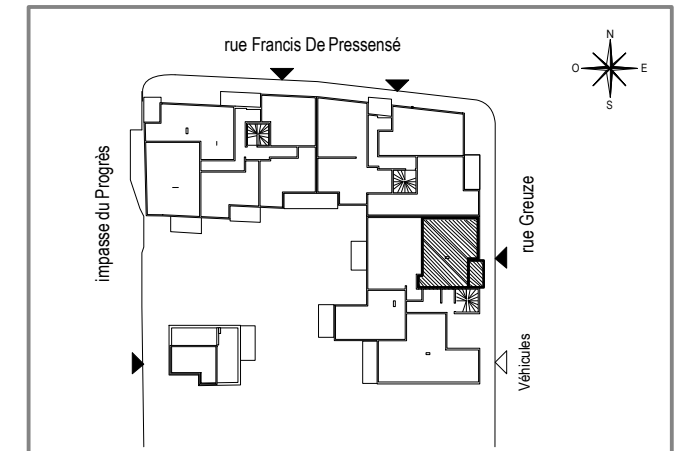 rue Francis De Pressensé
N
O
E
S
impasse du Progrès
rue Greuze
Véhicules